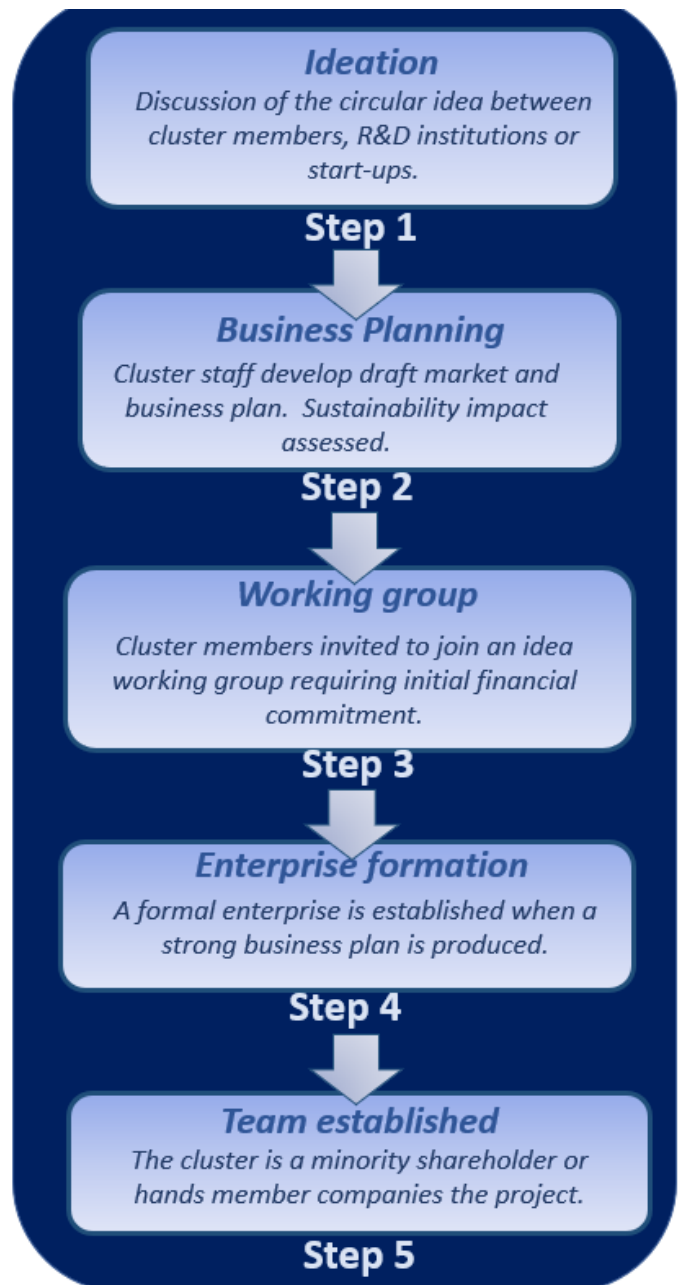 Ideation
Discussion of the circular idea between
cluster members, R&D institutions or
start-ups.
Step 1
Business Planning
Cluster staff develop draft market and
business plan.  Sustainability impact
assessed.
Step 2
Working group
Cluster members invited to join an idea
working group requiring initial financial
commitment.
Step 3
Enterprise formation
A formal enterprise is established when a
strong business plan is produced.
Step 4
Team established
The cluster is a minority shareholder or
hands member companies the project.
Step 5